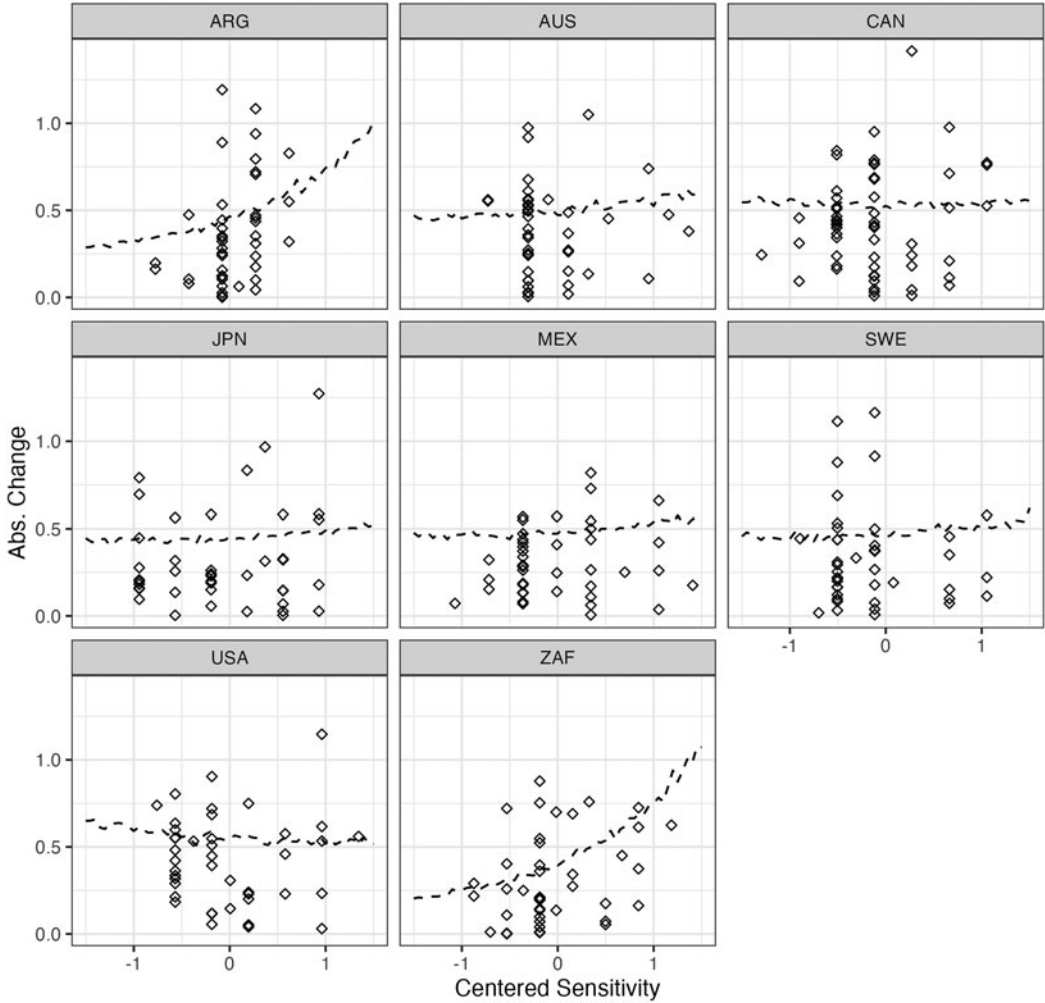 ARG AUS CAN
1.0
0.5
0.0
JPN MEX SWE
1.0
0.5
0.0
-1 0 1
USA ZAF
1.0
0.5
0.0
-1 0 1 -1 0 1
Abs. Change
Centered Sensitivity